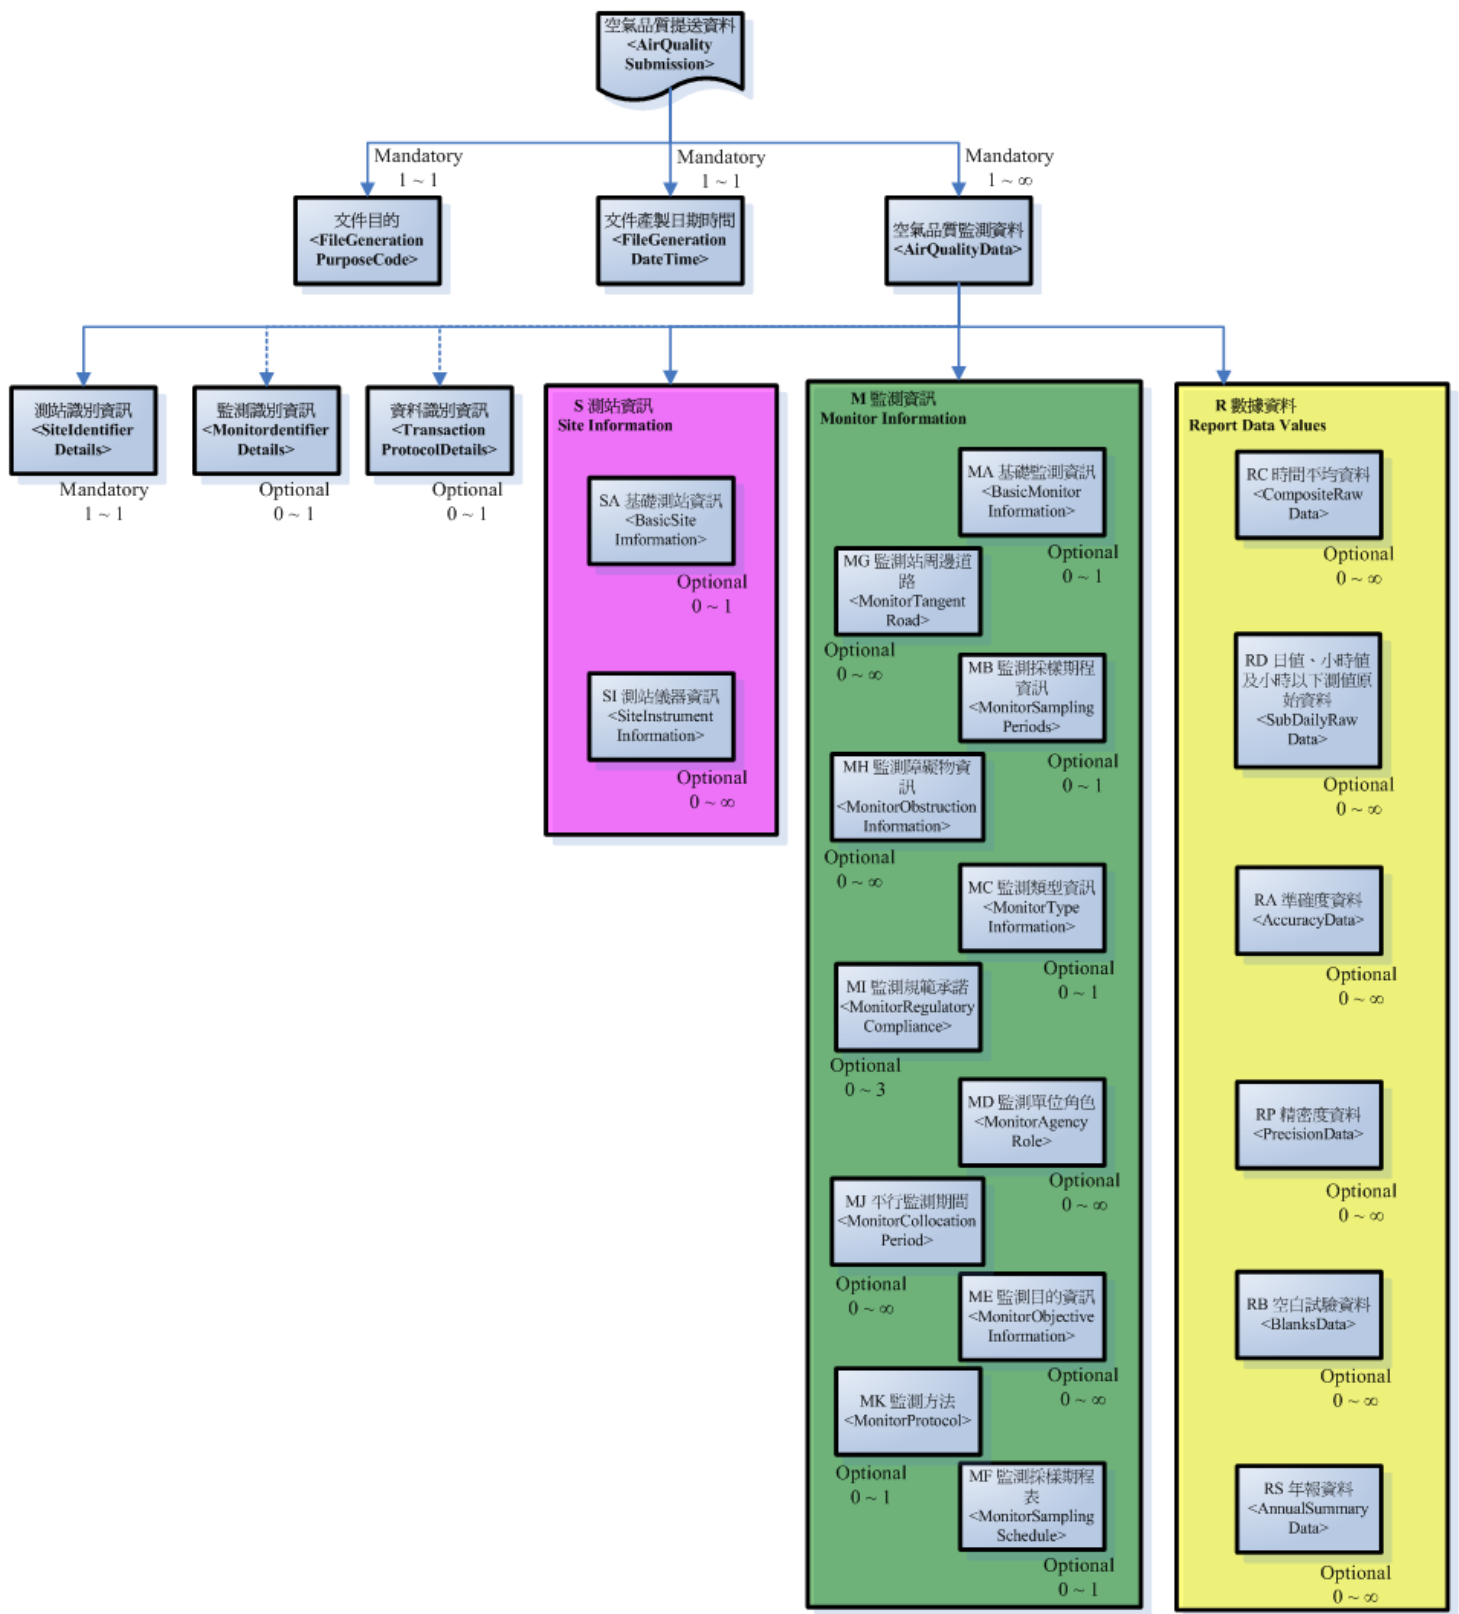 空氣品質提送資料
<AirQuality
Submission>
Mandatory
1 ~ 1
Mandatory
1 ~ 1
Mandatory
1 ~ ∞
文件目的
<FileGeneration
PurposeCode>
文件產製日期時間
<FileGeneration
DateTime>
空氣品質監測資料
<AirQualityData>
測站識別資訊
<SiteIdentifier
Details>
Mandatory
1 ~ 1
監測識別資訊
<MonitordentifierDetails>
Optional
0 ~ 1
資料識別資訊
<Transaction
ProtocolDetails>
Optional
0 ~ 1
S 測站資訊
Site Information
SA 基礎測站資訊
<BasicSite
Imformation>
Optional
0 ~ 1
SI 測站儀器資訊
<SiteInstrument
Information>
Optional
0 ~ ∞
M 監測資訊
Monitor Information
MA 基礎監測資訊
<BasicMonitor
Information>
Optional
0 ~ 1
MG 監測站周邊道
路
<MonitorTangent
Road>
Optional
0 ~ ∞
MB 監測採樣期程
資訊
<MonitorSampling
Periods>
Optional
0 ~ 1
MH 監測障礙物資
訊
<MonitorObstruction
Information>
Optional
0 ~ ∞
MC 監測類型資訊
<MonitorType
Information>
Optional
0 ~ 1
MI 監測規範承諾
<MonitorRegulatory
Compliance>
Optional
0 ~ 3
MD 監測單位角色
<MonitorAgency
Role>
Optional
0 ~ ∞
MJ 平行監測期間
<MonitorCollocation
Period>
Optional
0 ~ ∞
ME 監測目的資訊
<MonitorObjective
Information>
Optional
0 ~ ∞
MK 監測方法
<MonitorProtocol>
Optional
0 ~ 1
MF 監測採樣期程
表
<MonitorSampling
Schedule>
Optional
0 ~ 1
R 數據資料
Report Data Values
RC 時間平均資料
<CompositeRaw
Data>
Optional
0 ~ ∞
RD 日值、小時值
及小時以下測值原
始資料
<SubDailyRaw
Data>
Optional
0 ~ ∞
RA 準確度資料
<AccuracyData>
Optional
0 ~ ∞
RP 精密度資料
<PrecisionData>
Optional
0 ~ ∞
RB 空白試驗資料
<BlanksData>
Optional
0 ~ ∞
RS 年報資料
<AnnualSummary
Data>
Optional
0 ~ ∞